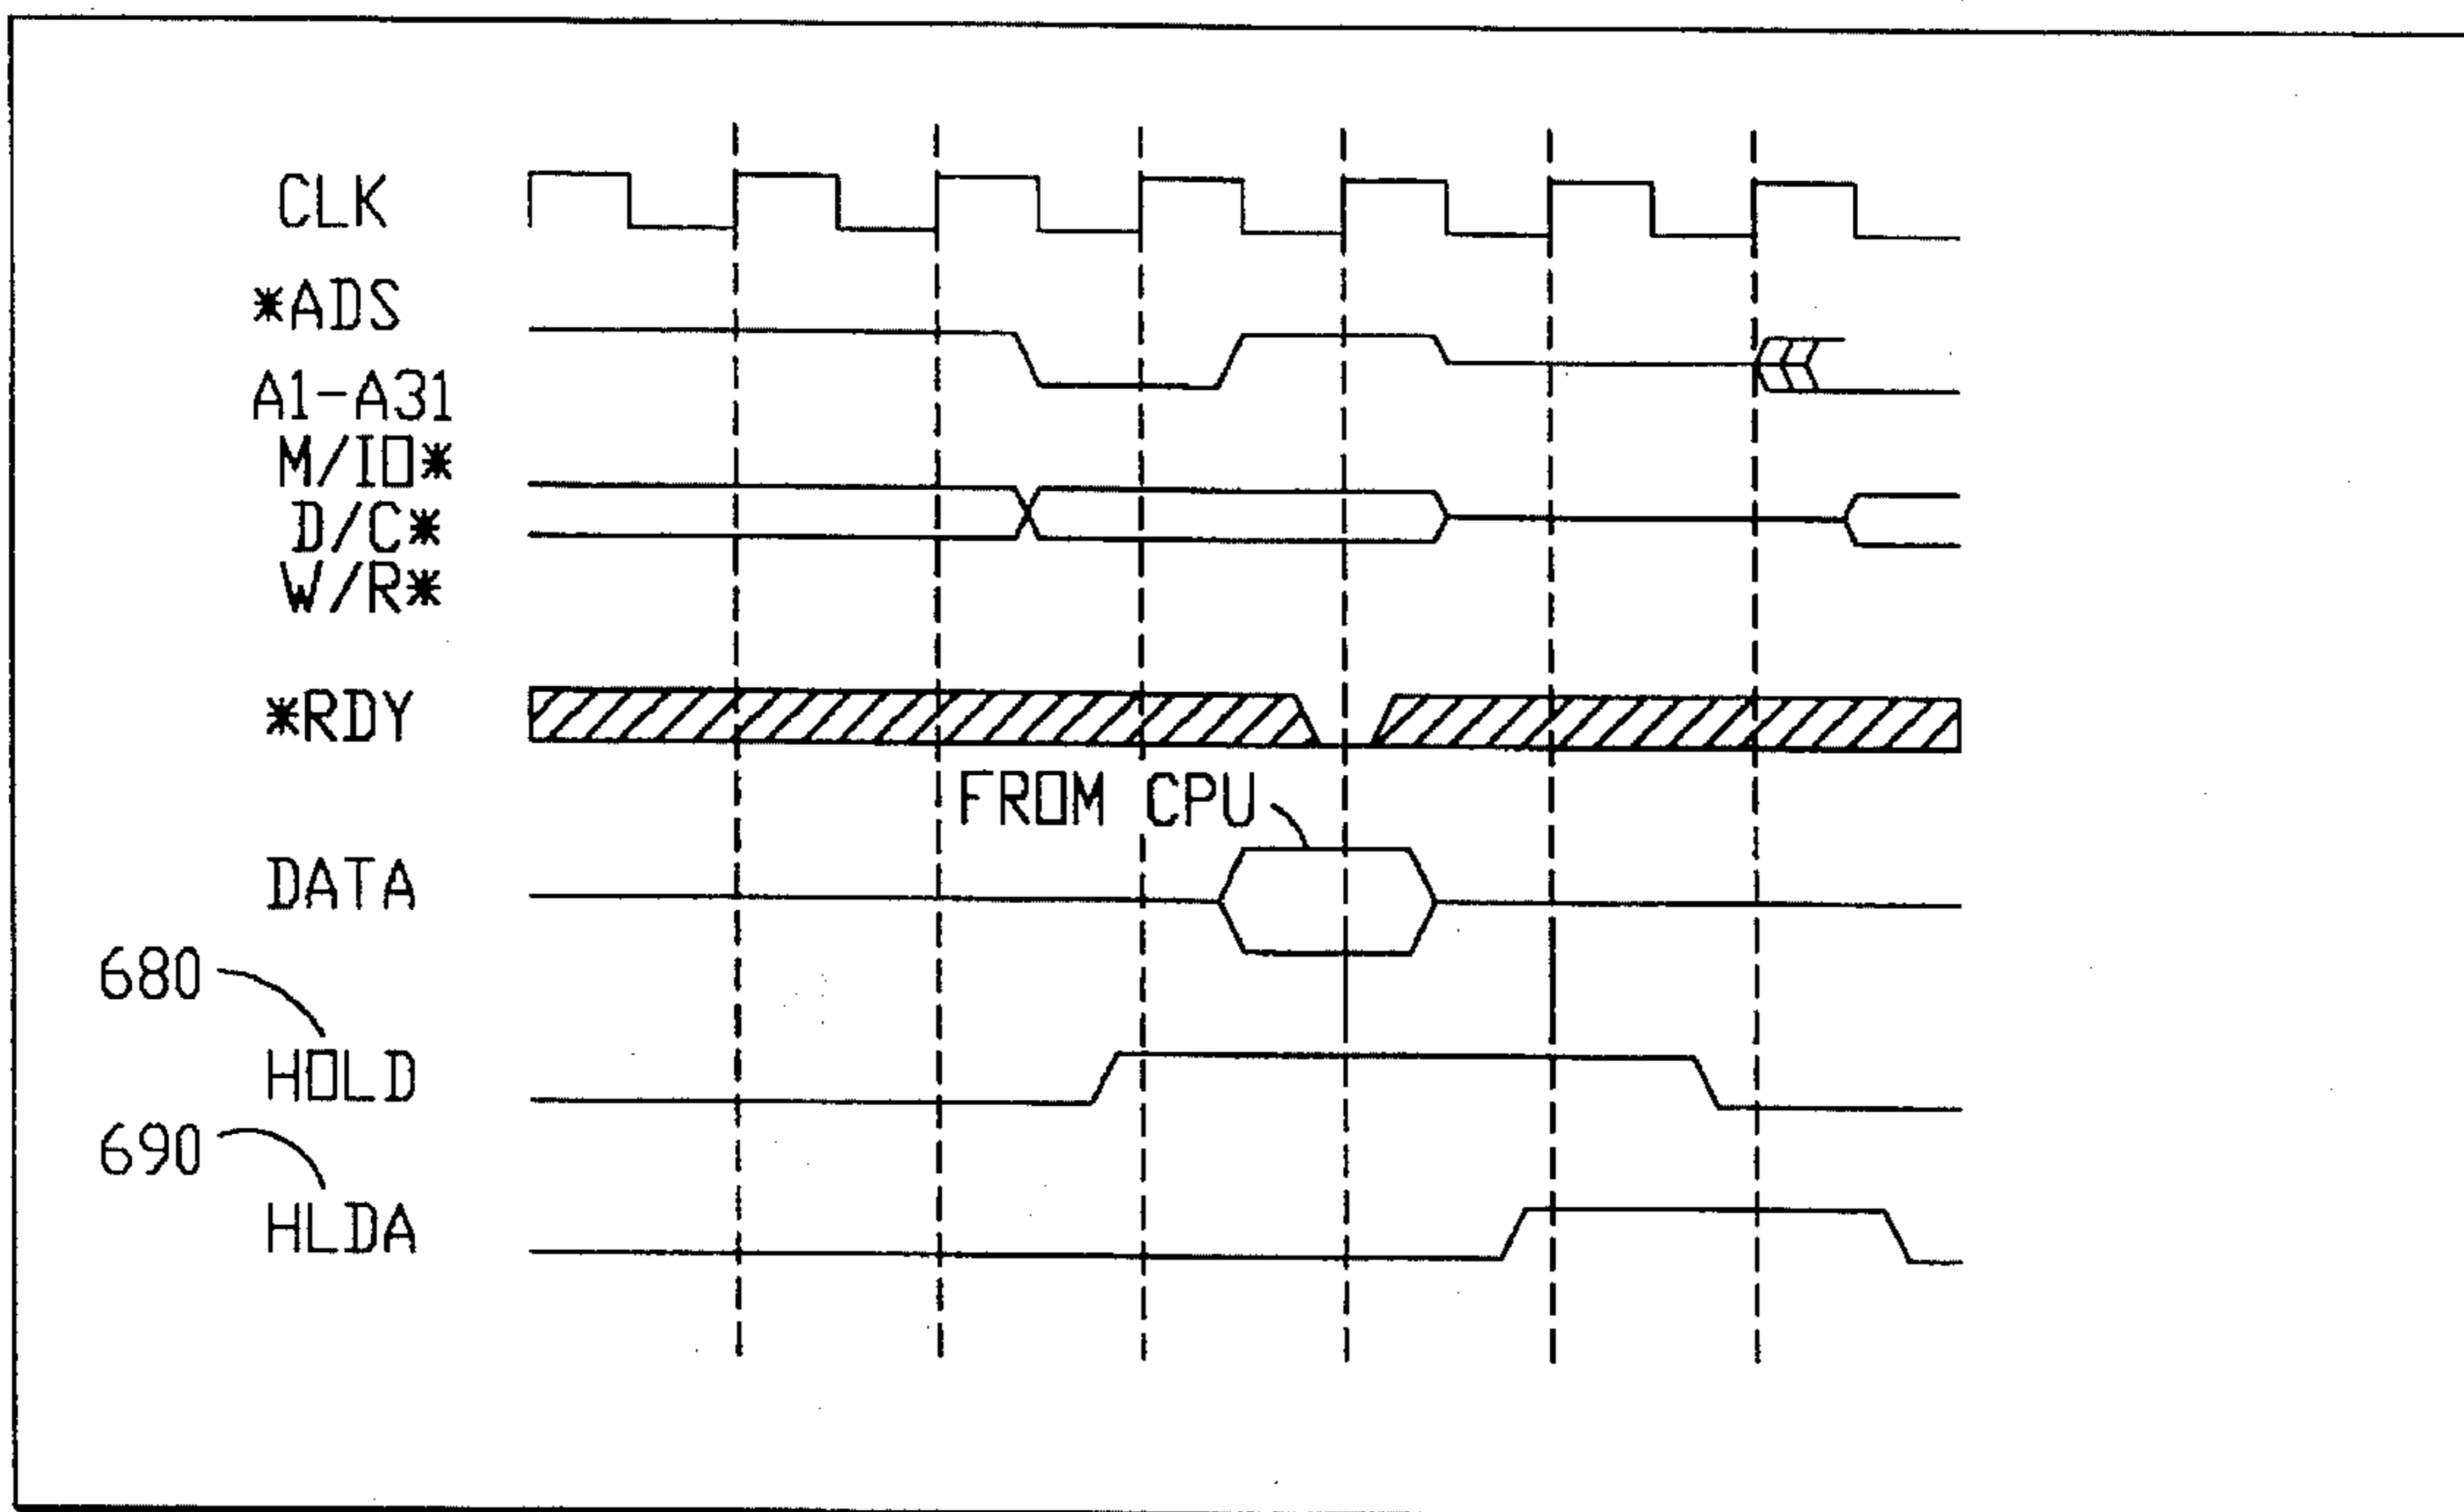 CLK
*ADS
A1-A31
M/IO*
D/C*
W/R*
*RDY
FROM CPU
DATA
680
HOLD
690
HLDA